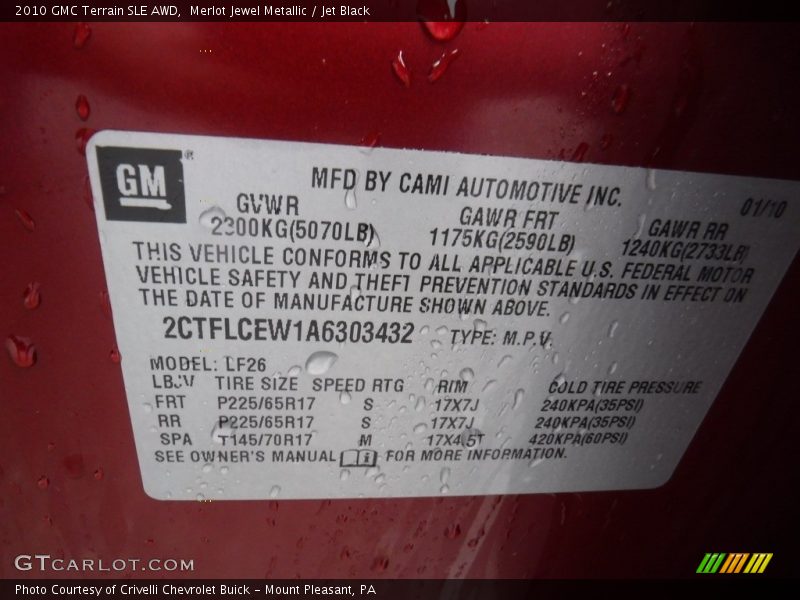 2010 GMC Terrain SLE AWD, Merlot Jewel Metallic / Jet Black
GM®
MFD BY CAMI AUTOMOTIVE INC.
01/10
GVWR GAWR FRT GAWR RR
2300KG(5070LB) 1175KG(2590LB) 1240KG(2733LB)
THIS VEHICLE CONFORMS TO ALL APPLICABLE U.S. FEDERAL MOTOR
VEHICLE SAFETY AND THEFT PREVENTION STANDARDS IN EFFECT ON
THE DATE OF MANUFACTURE SHOWN ABOVE.
2CTFLCEW1A6303432 TYPE: M.P.V.
MODEL: LF26
TIRE SIZE SPEED RTG RIM COLD TIRE PRESSURE
FRT P225/65R17 S 17X7J 240KPA(35PSI)
RR P225/65R17 S 17X7J 240KPA(35PSI)
SPA T145/70R17 M 17X4.5T 420KPA(60PSI)
SEE OWNER'S MANUAL FOR MORE INFORMATION.
GTCARLOT.COM
Photo Courtesy of Crivelli Chevrolet Buick - Mount Pleasant, PA